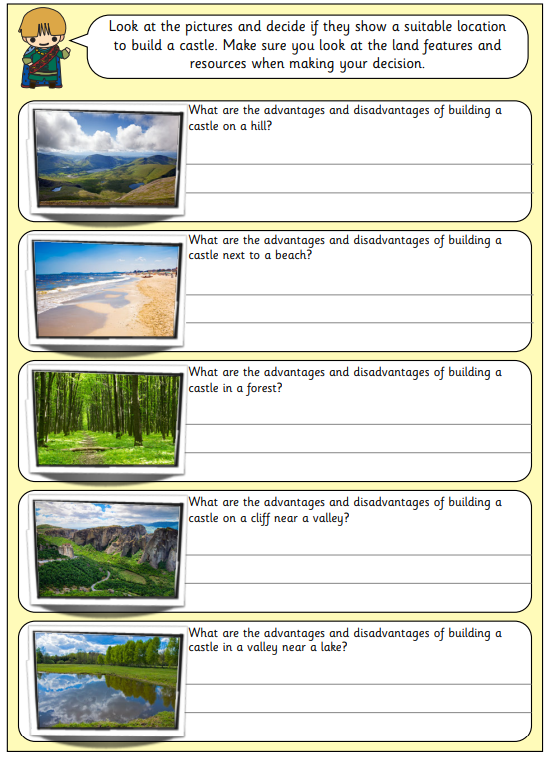 Look at the pictures and decide if they show a suitable location
to build a castle. Make sure you look at the land features and
resources when making your decision.
What are the advantages and disadvantages of building a
castle on a hill?
What are the advantages and disadvantages of building a
castle next to a beach?
What are the advantages and disadvantages of building a
castle in a forest?
What are the advantages and disadvantages of building a
castle on a cliff near a valley?
What are the advantages and disadvantages of building a
castle in a valley near a lake?